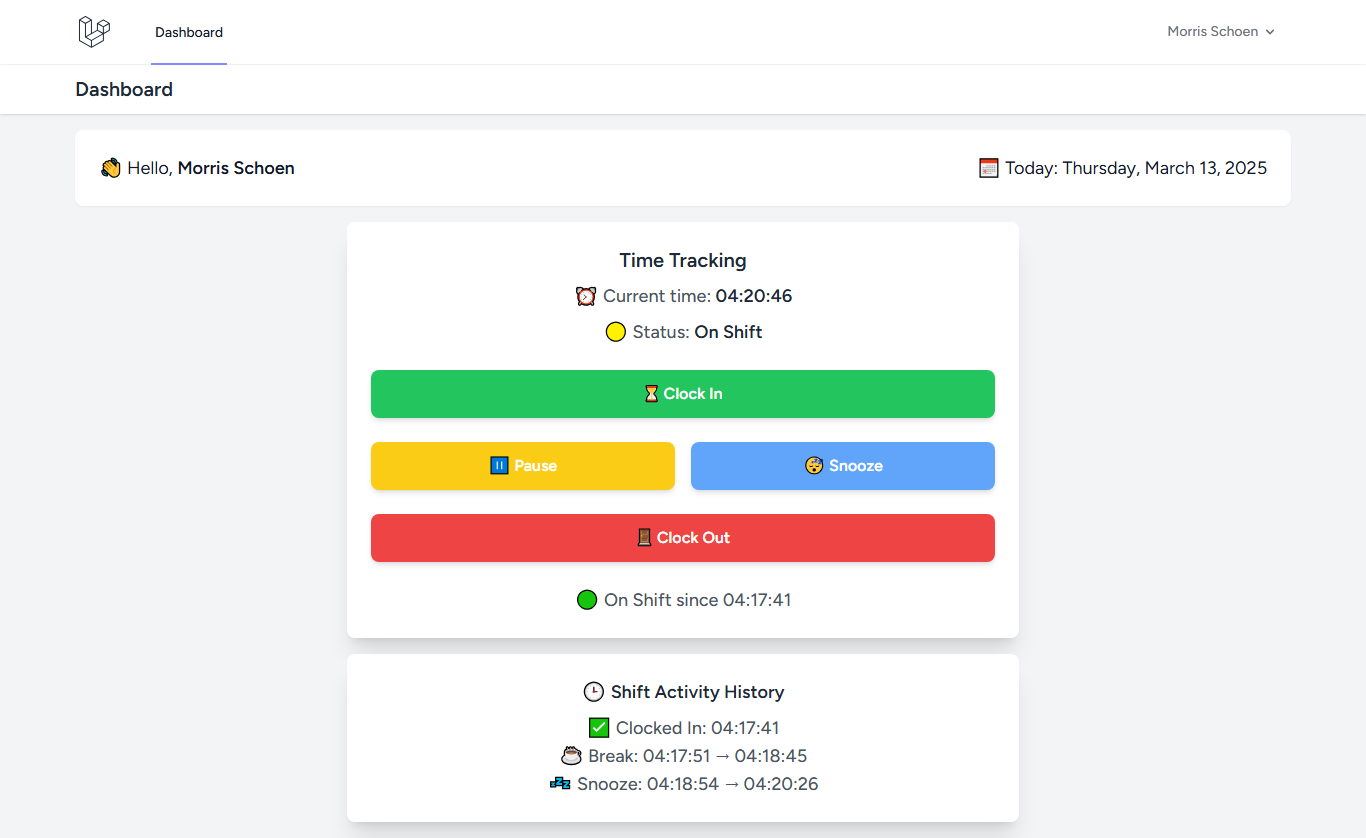 Dashboard
Morris Schoen
Dashboard
Hello, Morris Schoen
Today: Thursday, March 13, 2025
Time Tracking
Current time: 04:20:46
Status: On Shift
Clock In
Pause
Snooze
Clock Out
On Shift since 04:17:41
Shift Activity History
Clocked In: 04:17:41
Break: 04:17:51 → 04:18:45
Snooze: 04:18:54 → 04:20:26